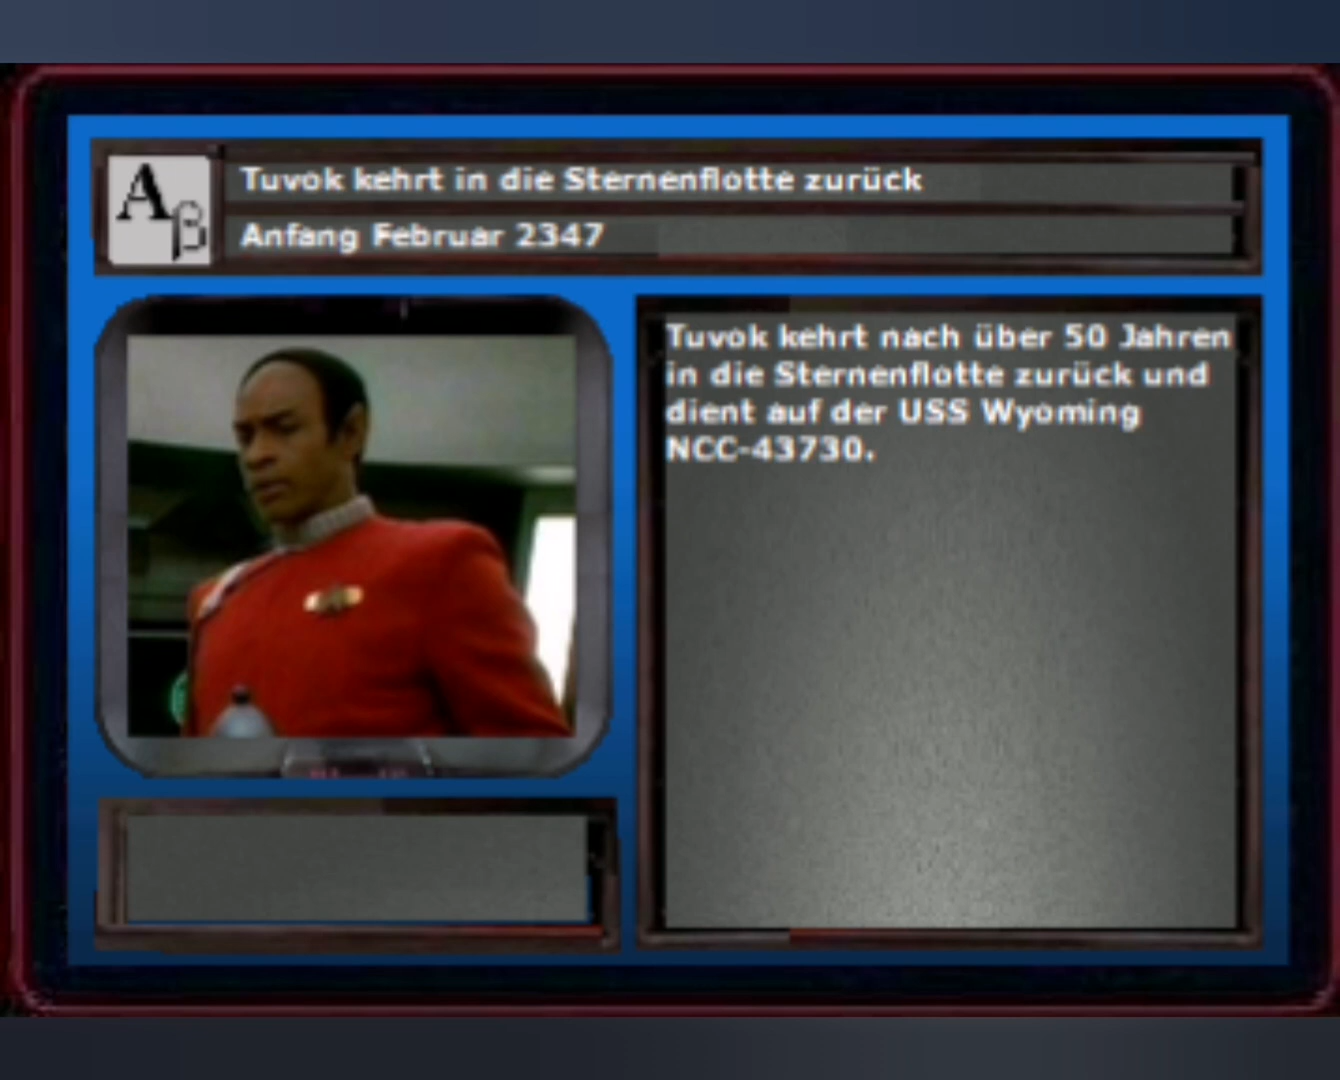 Αβ
Tuvok kehrt in die Sternenflotte zurück
Anfang Februar 2347
Tuvok kehrt nach über 50 Jahren
in die Sternenflotte zurück und
dient auf der USS Wyoming
NCC-43730.